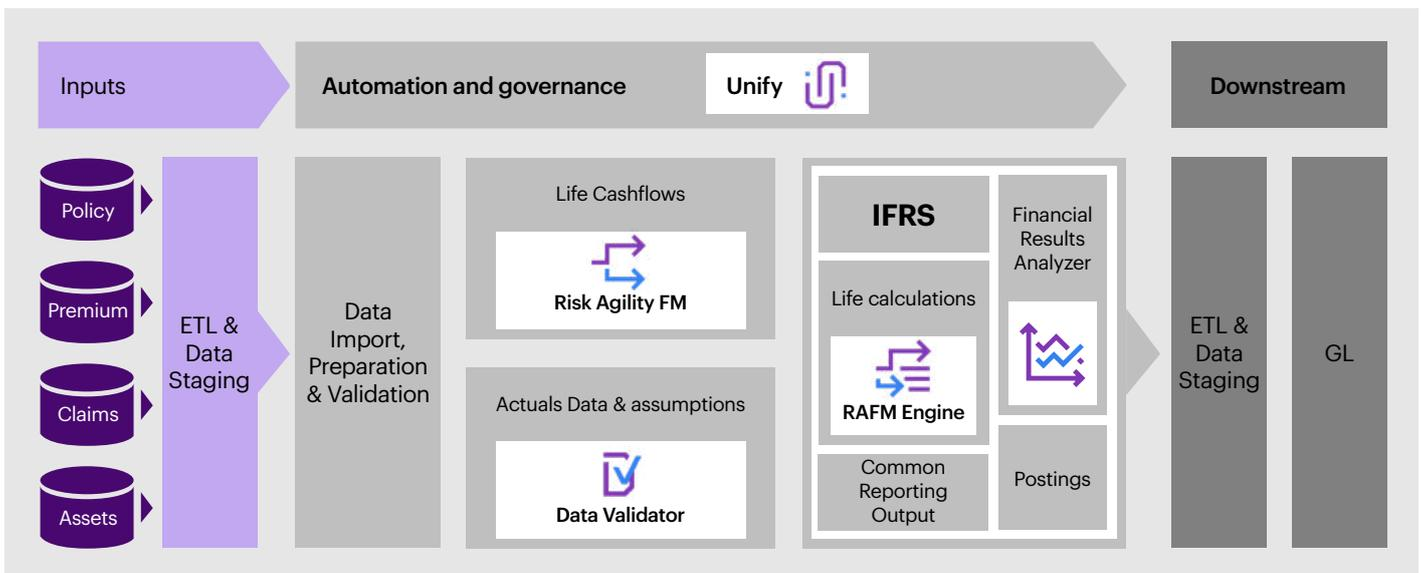 Inputs
Automation and governance
Unify
Downstream
Policy
Premium
Claims
Assets
ETL &
Data
Staging
Data
Import,
Preparation
& Validation
Life Cashflows
Risk Agility FM
Actuals Data & assumptions
Data Validator
IFRS
Life calculations
RAFM Engine
Common
Reporting
Output
Financial
Results
Analyzer
Postings
ETL &
Data
Staging
GL